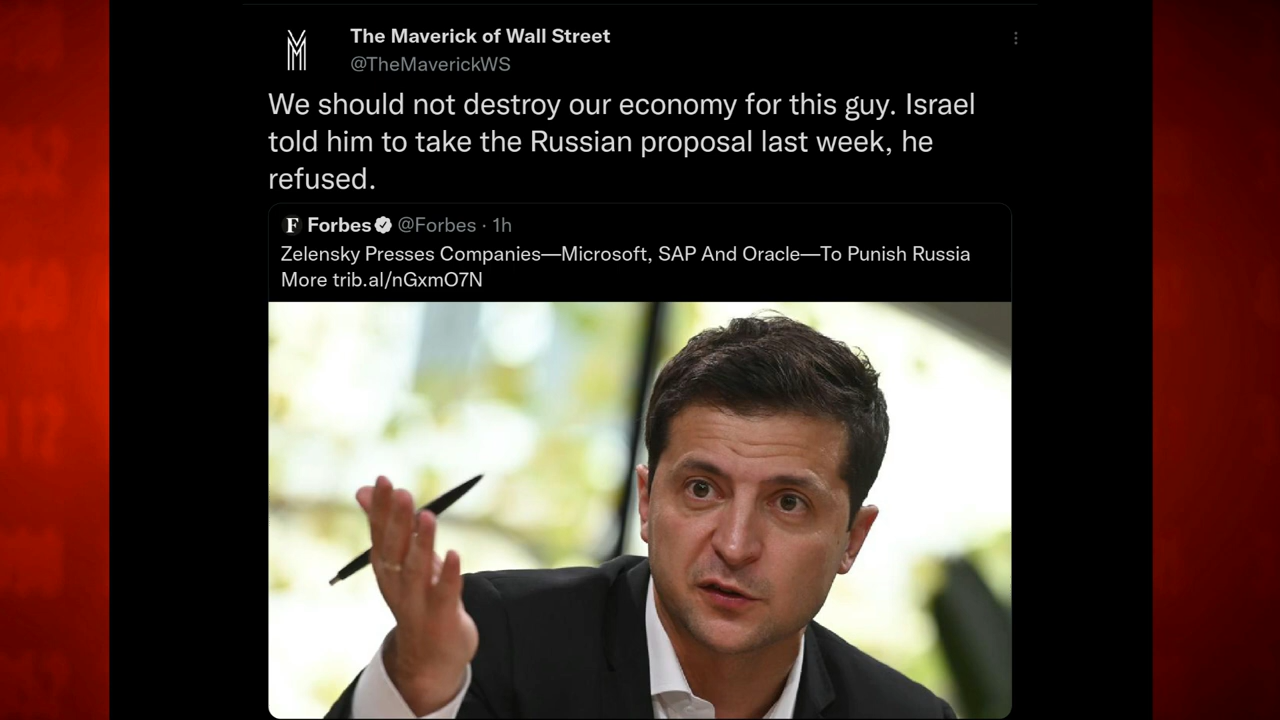 The Maverick of Wall Street
@TheMaverickWS
We should not destroy our economy for this guy. Israel
told him to take the Russian proposal last week, he
refused.
F Forbes @Forbes · 1h
Zelensky Presses Companies—Microsoft, SAP And Oracle—To Punish Russia
More trib.al/nGxmO7N